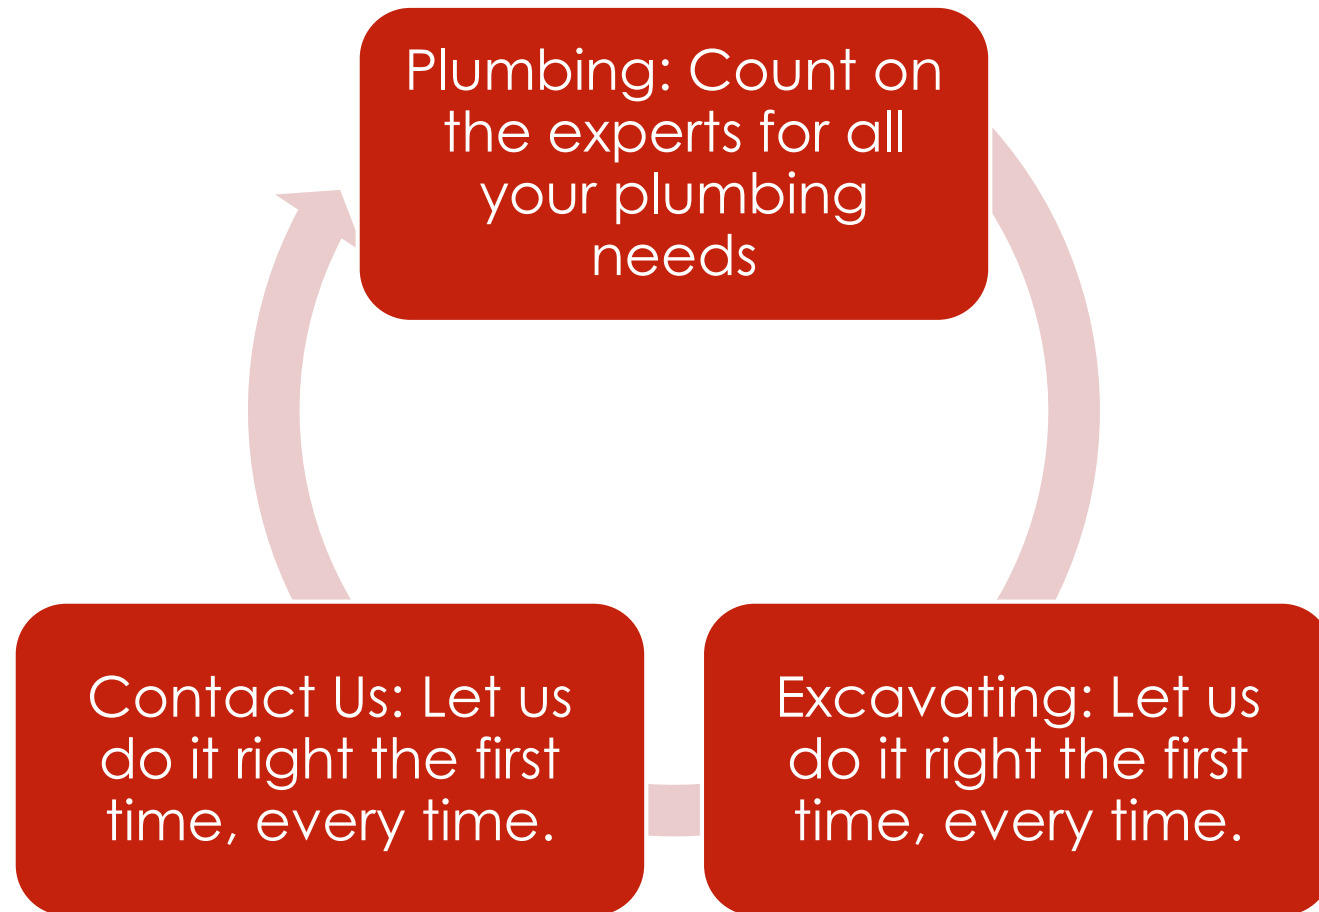 Plumbing: Count on
the experts for all
your plumbing
needs
Excavating: Let us
do it right the first
time, every time.
Contact Us: Let us
do it right the first
time, every time.